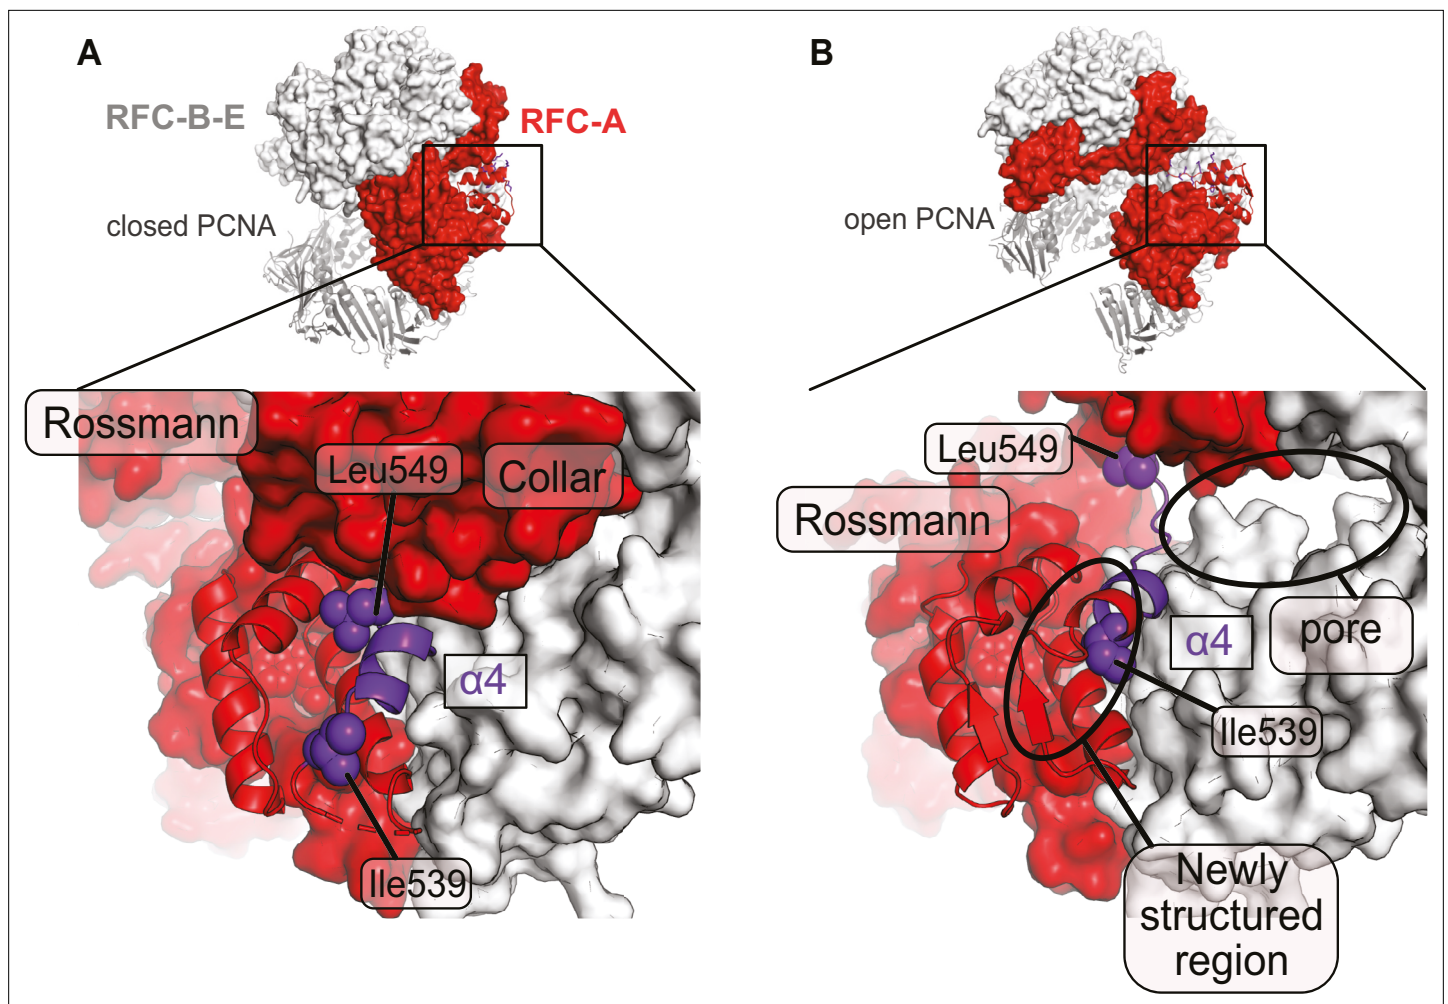 A
RFC-B-E
RFC-A
closed PCNA
Rossmann
Leu549
Collar
α4
Ile539
B
open PCNA
Leu549
Rossmann
α4
pore
Ile539
Newly
structured
region